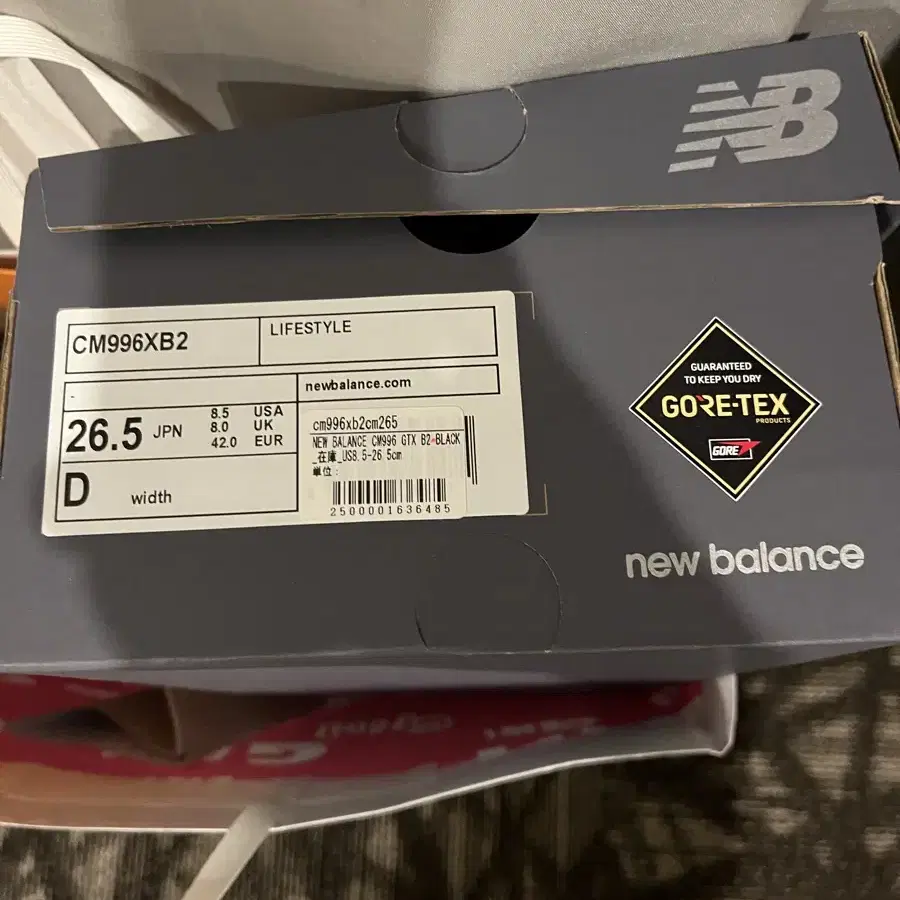 NB
CM996XB2
LIFESTYLE
-
newbalance.com
26.5 JPN
8.5 USA
8.0 UK
42.0 EUR
D width
cm996xb2cm265
NEW BALANCE CM996 GTX B2-BLACK
_在庫_US8.5-26 5cm
単位:
2500001636485
GUARANTEED
TO KEEP YOU DRY
GORE-TEX
PRODUCTS
GORE
new balance